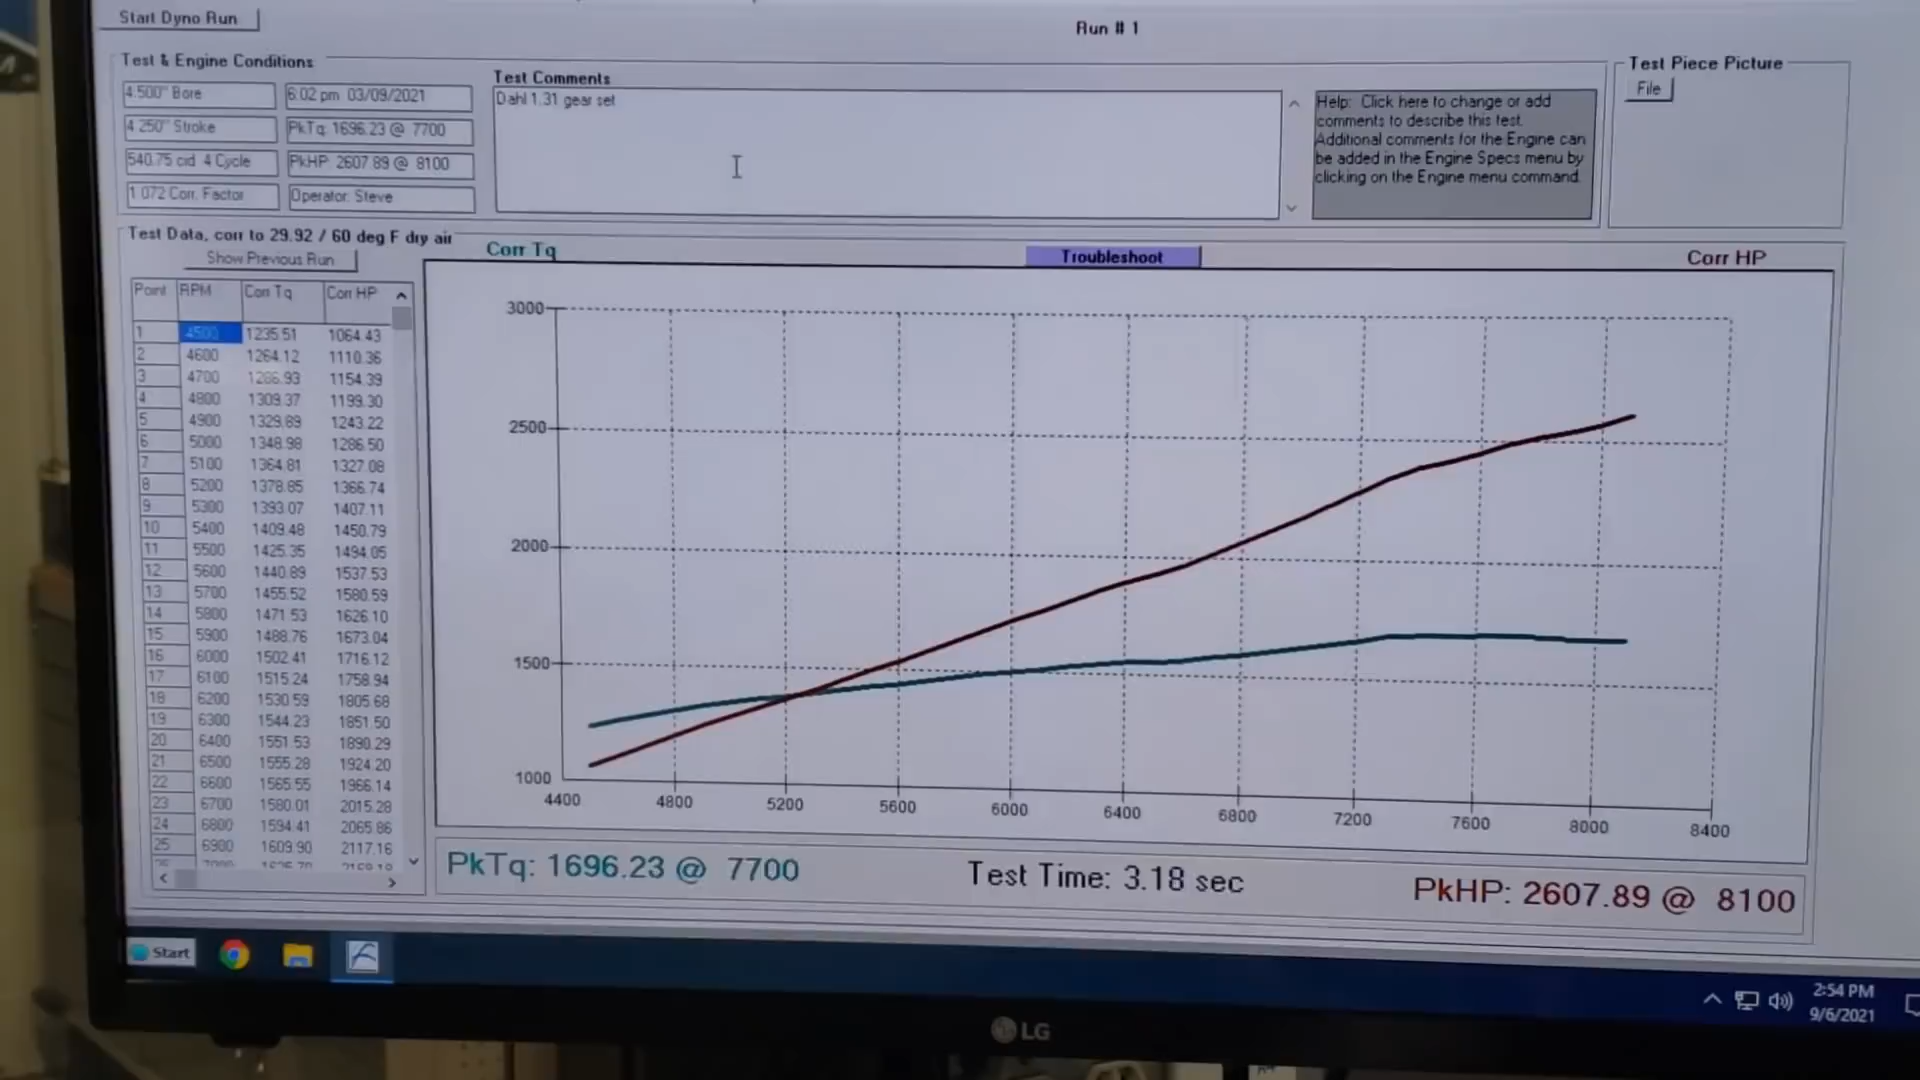 Start Dyno Run
Run # 1
Test & Engine Conditions
4.500" Bore
6:02 pm 03/09/2021
4.250" Stroke
PkTq: 1696.23 @ 7700
540.75 cid 4 Cycle
PkHP: 2607.89 @ 8100
1.072 Corr. Factor
Operator: Steve
Test Comments
Dahl 1.31 gear set
Help: Click here to change or add
comments to describe this test.
Additional comments for the Engine can
be added in the Engine Specs menu by
clicking on the Engine menu command.
Test Piece Picture
File
Test Data, corr to 29.92 / 60 deg F dry air
Show Previous Run
Corr Tq
Troubleshoot
Corr HP
Point RPM Corr Tq Corr HP
1 4500 1235.51 1064.43
2 4600 1264.12 1110.36
3 4700 1286.93 1154.39
4 4800 1309.37 1199.30
5 4900 1329.89 1243.22
6 5000 1348.98 1286.50
7 5100 1364.81 1327.08
8 5200 1378.85 1366.74
9 5300 1393.07 1407.11
10 5400 1409.48 1450.79
11 5500 1425.35 1494.05
12 5600 1440.89 1537.53
13 5700 1455.52 1580.59
14 5800 1471.53 1626.10
15 5900 1488.76 1673.04
16 6000 1502.41 1716.12
17 6100 1515.24 1758.94
18 6200 1530.59 1805.68
19 6300 1544.23 1851.50
20 6400 1551.53 1890.29
21 6500 1555.28 1924.20
22 6600 1565.55 1966.14
23 6700 1580.01 2015.28
24 6800 1594.41 2065.86
25 6900 1609.90 2117.16
3000
2500
2000
1500
1000
4400 4800 5200 5600 6000 6400 6800 7200 7600 8000 8400
PkTq: 1696.23 @ 7700
Test Time: 3.18 sec
PkHP: 2607.89 @ 8100
Start
2:54 PM
9/6/2021
LG